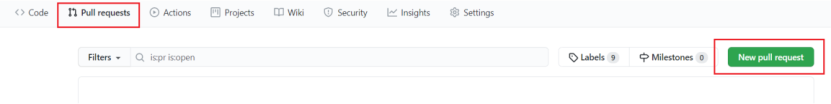 Code Pull requests Actions Projects Wiki Security Insights Settings
Filters is:pr is:open Labels 9 Milestones 0 New pull request